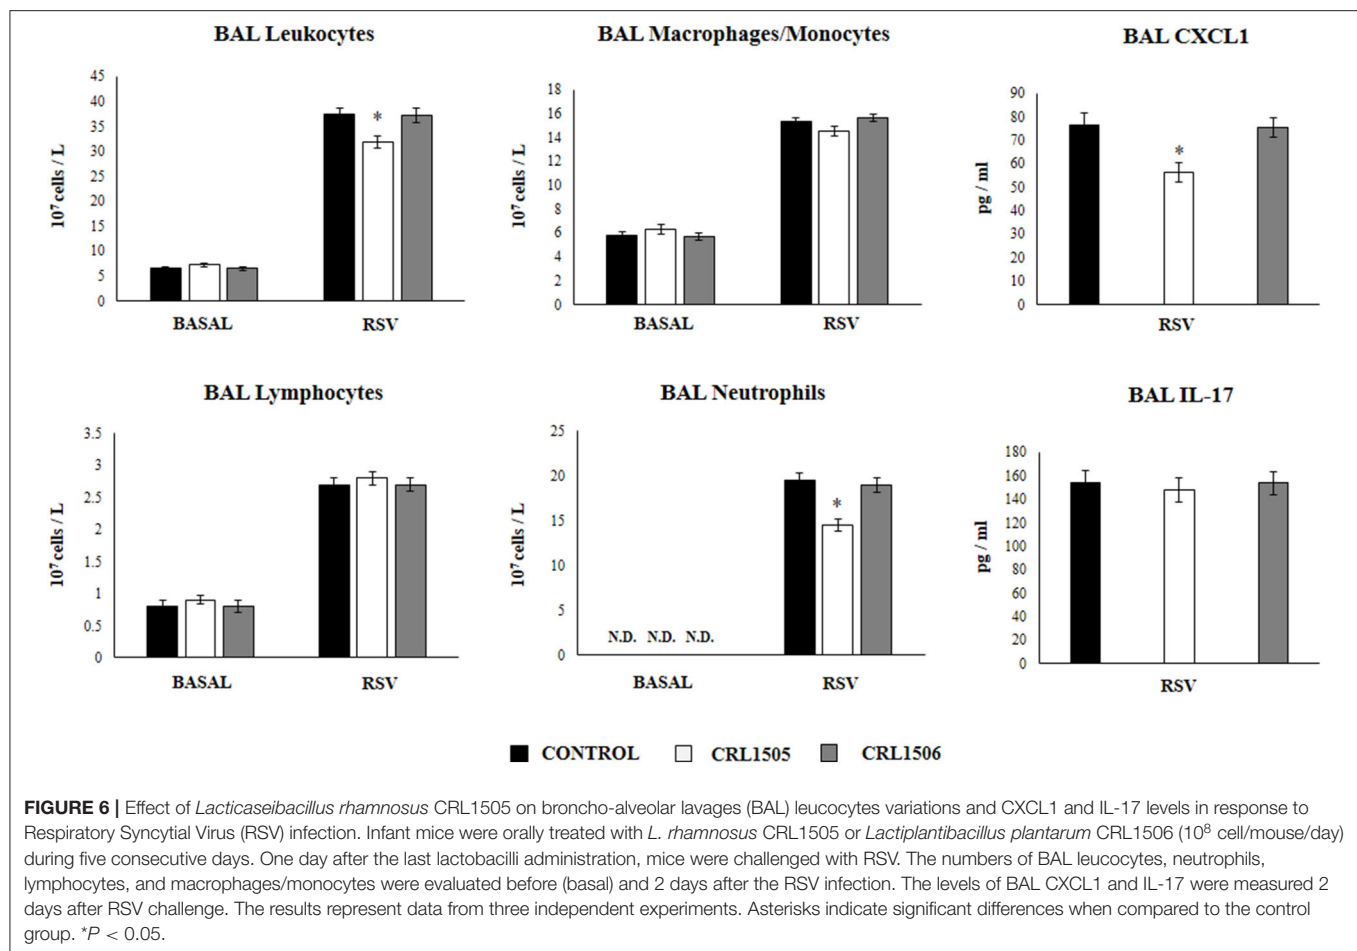 BAL Leukocytes
45
40
35
30
25
20
15
10
5
0
10⁷ cells / L
*
BASAL
RSV
BAL Macrophages/Monocytes
18
16
14
12
10
8
6
4
2
0
10⁷ cells / L
BASAL
RSV
BAL CXCL1
90
80
70
60
50
40
30
20
10
0
pg / ml
*
RSV
BAL Lymphocytes
3.5
3
2.5
2
1.5
1
0.5
0
10⁷ cells / L
BASAL
RSV
BAL Neutrophils
25
20
15
10
5
0
10⁷ cells / L
N.D. N.D. N.D.
*
BASAL
RSV
BAL IL-17
180
160
140
120
100
80
60
40
20
0
pg / ml
RSV
CONTROL CRL1505 CRL1506
FIGURE 6 | Effect of Lacticaseibacillus rhamnosus CRL1505 on broncho-alveolar lavages (BAL) leucocytes variations and CXCL1 and IL-17 levels in response to
Respiratory Syncytial Virus (RSV) infection. Infant mice were orally treated with L. rhamnosus CRL1505 or Lactiplantibacillus plantarum CRL1506 (10⁸ cell/mouse/day)
during five consecutive days. One day after the last lactobacilli administration, mice were challenged with RSV. The numbers of BAL leucocytes, neutrophils,
lymphocytes, and macrophages/monocytes were evaluated before (basal) and 2 days after the RSV infection. The levels of BAL CXCL1 and IL-17 were measured 2
days after RSV challenge. The results represent data from three independent experiments. Asterisks indicate significant differences when compared to the control
group. *P < 0.05.